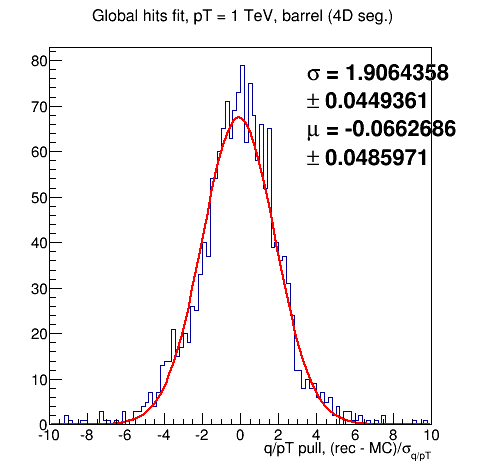 Global hits fit, pT = 1 TeV, barrel (4D seg.)
σ = 1.9064358
± 0.0449361
μ = -0.0662686
± 0.0485971
80
70
60
50
40
30
20
10
0
-10 -8 -6 -4 -2 0 2 4 6 8 10
q/pT pull, (rec - MC)/σq/pT